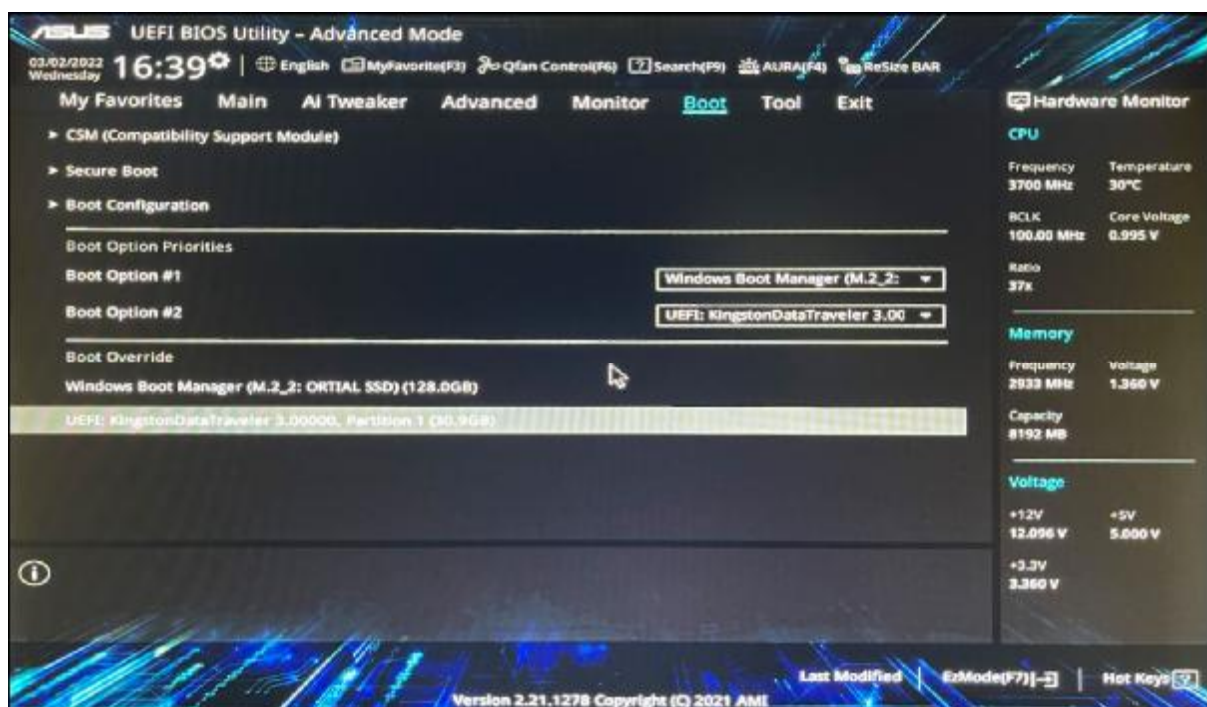 ASUS UEFI BIOS Utility – Advanced Mode
03/02/2022 Wednesday 16:39 English MyFavorite(F3) Qfan Control(F6) Search(F9) AURA(F4) ReSize BAR
My Favorites Main Ai Tweaker Advanced Monitor Boot Tool Exit
CSM (Compatibility Support Module)
Secure Boot
Boot Configuration
Boot Option Priorities
Boot Option #1 Windows Boot Manager (M.2_2:
Boot Option #2 UEFI: KingstonDataTraveler 3.00
Boot Override
Windows Boot Manager (M.2_2: ORTIAL SSD) (128.0GB)
UEFI: KingstonDataTraveler 3.00000, Partition 1 (30.9GB)
Hardware Monitor
CPU
Frequency Temperature
3700 MHz 30°C
BCLK Core Voltage
100.00 MHz 0.995 V
Ratio
37x
Memory
Frequency Voltage
2933 MHz 1.360 V
Capacity
8192 MB
Voltage
+12V +5V
12.096 V 5.000 V
+3.3V
3.360 V
Last Modified EzMode(F7) Hot Keys ?
Version 2.21.1278 Copyright (C) 2021 AMI